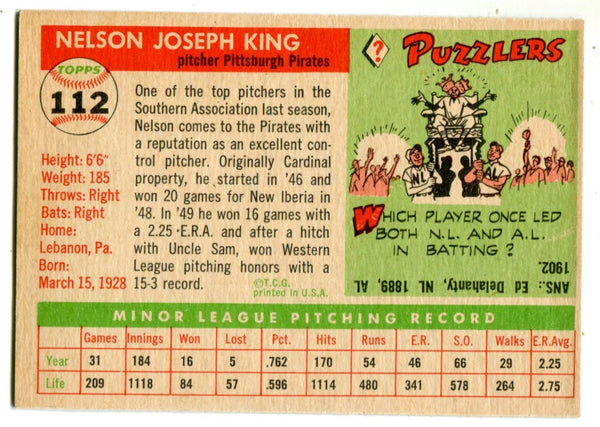 NELSON JOSEPH KING
pitcher Pittsburgh Pirates
TOPPS
112
Height: 6'6"
Weight: 185
Throws: Right
Bats: Right
Home:
Lebanon, Pa.
Born:
March 15, 1928
One of the top pitchers in the
Southern Association last season,
Nelson comes to the Pirates with
a reputation as an excellent con-
trol pitcher. Originally Cardinal
property, he started in '46 and
won 20 games for New Iberia in
'48. In '49 he won 16 games with
a 2.25 E.R.A. and after a hitch
with Uncle Sam, won Western
League pitching honors with a
15-3 record.
©T.C.G.
printed in U.S.A.
? PUZZLERS
NL AL
WHICH PLAYER ONCE LED
BOTH N.L. AND A.L.
IN BATTING?
ANS.: Ed Delahanty, NL 1889, AL
1902.
MINOR LEAGUE PITCHING RECORD
Games Innings Won Lost Pct. Hits Runs E.R. S.O. Walks E.R.Avg.
Year 31 184 16 5 .762 170 54 46 66 29 2.25
Life 209 1118 84 57 .596 1114 480 341 578 264 2.75